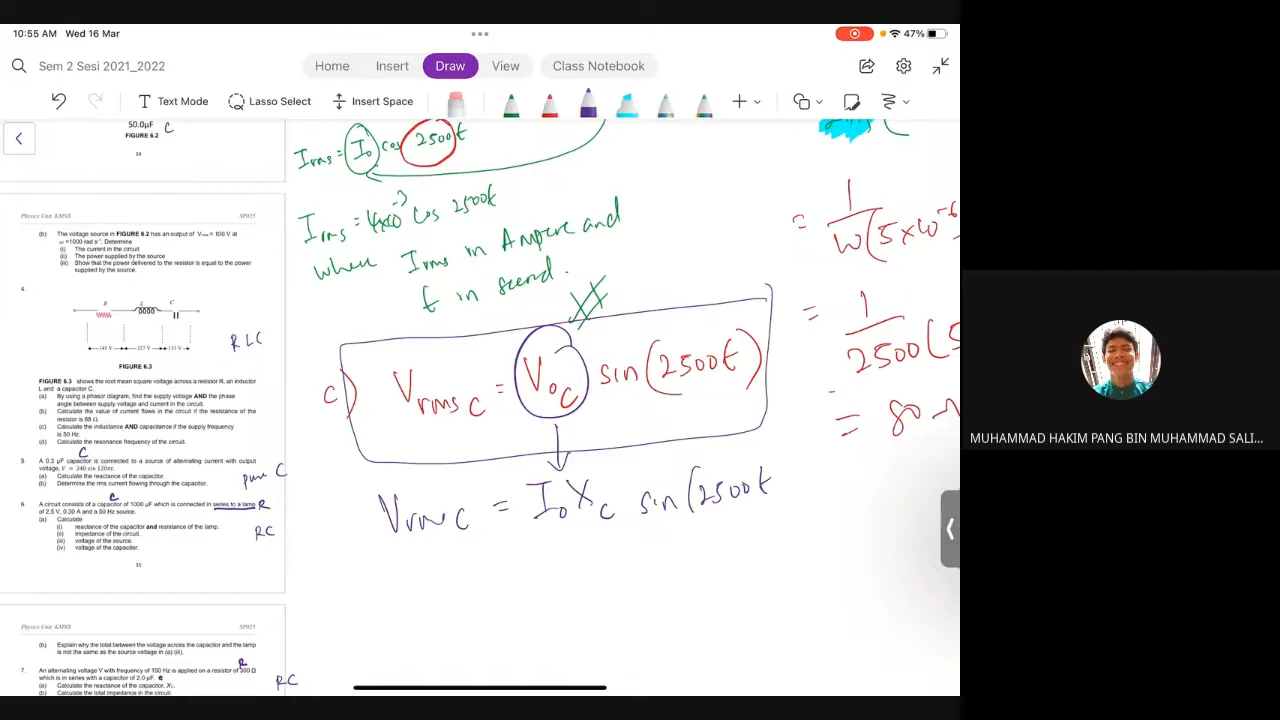 10:55 AM Wed 16 Mar
47%
Sem 2 Sesi 2021_2022
Home
Insert
Draw
View
Class Notebook
Text Mode
Lasso Select
Insert Space
50.0μF
C
FIGURE 6.2
14
Physics Unit, KMNS
SP025
(b) The voltage source in FIGURE 6.2 has an output of Vrms = 100 V at
ω =1000 rad s⁻¹. Determine
(i) The current in the circuit
(ii) The power supplied by the source
(iii) Show that the power delivered to the resistor is equal to the power
supplied by the source.
4.
R L C
327 V
RLC
FIGURE 6.3
FIGURE 6.3 shows the root mean square voltage across a resistor R, an inductor
L and a capacitor C.
(a) By using a phasor diagram, find the supply voltage AND the phase
angle between supply voltage and current in the circuit.
(b) Calculate the value of current flows in the circuit if the resistance of the
resistor is 68 Ω.
(c) Calculate the inductance AND capacitance if the supply frequency
is 50 Hz.
(d) Calculate the resonance frequency of the circuit.
C
5. A 0.3 μF capacitor is connected to a source of alternating current with output
voltage, V = 240 sin 120πt.
(a) Calculate the reactance of the capacitor.
(b) Determine the rms current flowing through the capacitor.
pure C
C
6. A circuit consists of a capacitor of 1000 μF which is connected in series to a lamp R
of 2.5 V, 0.30 A and a 50 Hz source.
(a) Calculate
(i) reactance of the capacitor and resistance of the lamp.
(ii) impedance of the circuit.
(iii) voltage of the source.
(iv) voltage of the capacitor.
RC
15
Physics Unit, KMNS
SP025
(b) Explain why the total between the voltage across the capacitor and the lamp
is not the same as the source voltage in (a) (iii).
R
7. An alternating voltage V with frequency of 150 Hz is applied on a resistor of 300 Ω
which is in series with a capacitor of 2.0 μF. C
(a) Calculate the reactance of the capacitor, Xc.
(b) Calculate the total impedance in the circuit.
RC
Irms = I₀ cos 2500t
Irms = 4x10⁻³ cos 2500t
where Irms in Ampere and
t in second.
c) Vrms c = V₀c sin (2500t)
Vrms c = I₀ Xc sin (2500t
= 1
W(5×10⁻⁶
= 1
2500(5
= 80
MUHAMMAD HAKIM PANG BIN MUHAMMAD SALI...